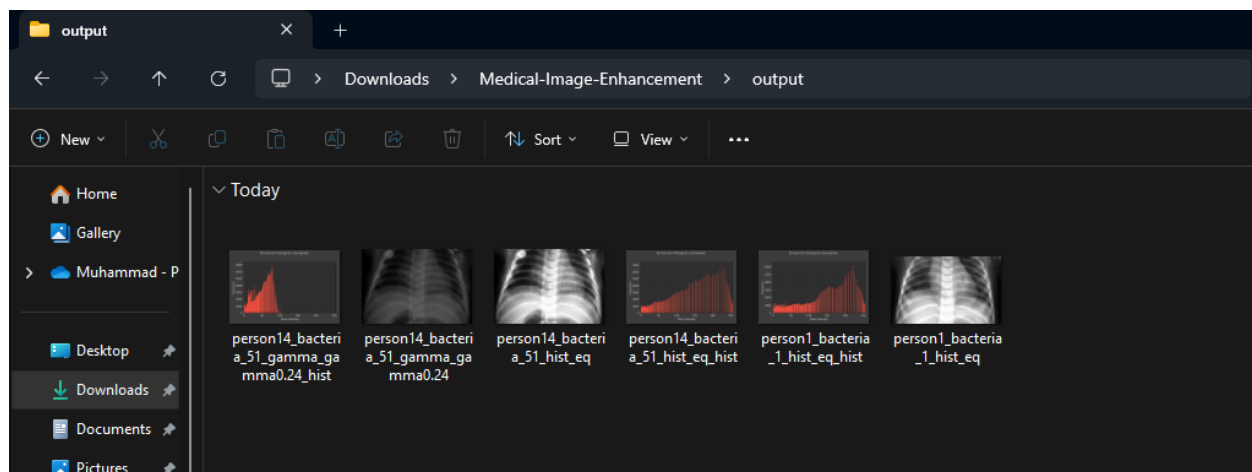 output
Downloads > Medical-Image-Enhancement > output
New
Sort
View
Home
Gallery
Muhammad - P
Desktop
Downloads
Documents
Pictures
Today
person14_bacteri
a_51_gamma_ga
mma0.24_hist
person14_bacteri
a_51_gamma_ga
mma0.24
person14_bacteri
a_51_hist_eq
person14_bacteri
a_51_hist_eq_hist
person1_bacteria
_1_hist_eq_hist
person1_bacteria
_1_hist_eq